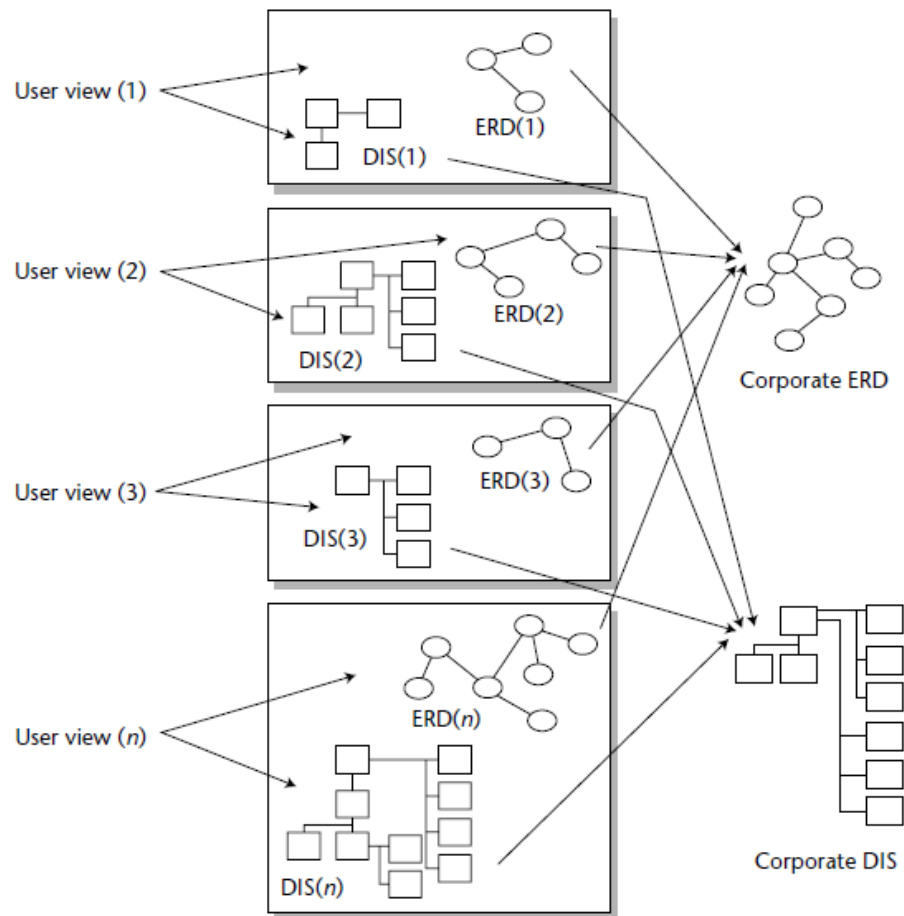 User view (1)
ERD(1)
DIS(1)
User view (2)
ERD(2)
DIS(2)
Corporate ERD
User view (3)
ERD(3)
DIS(3)
User view (n)
ERD(n)
DIS(n)
Corporate DIS